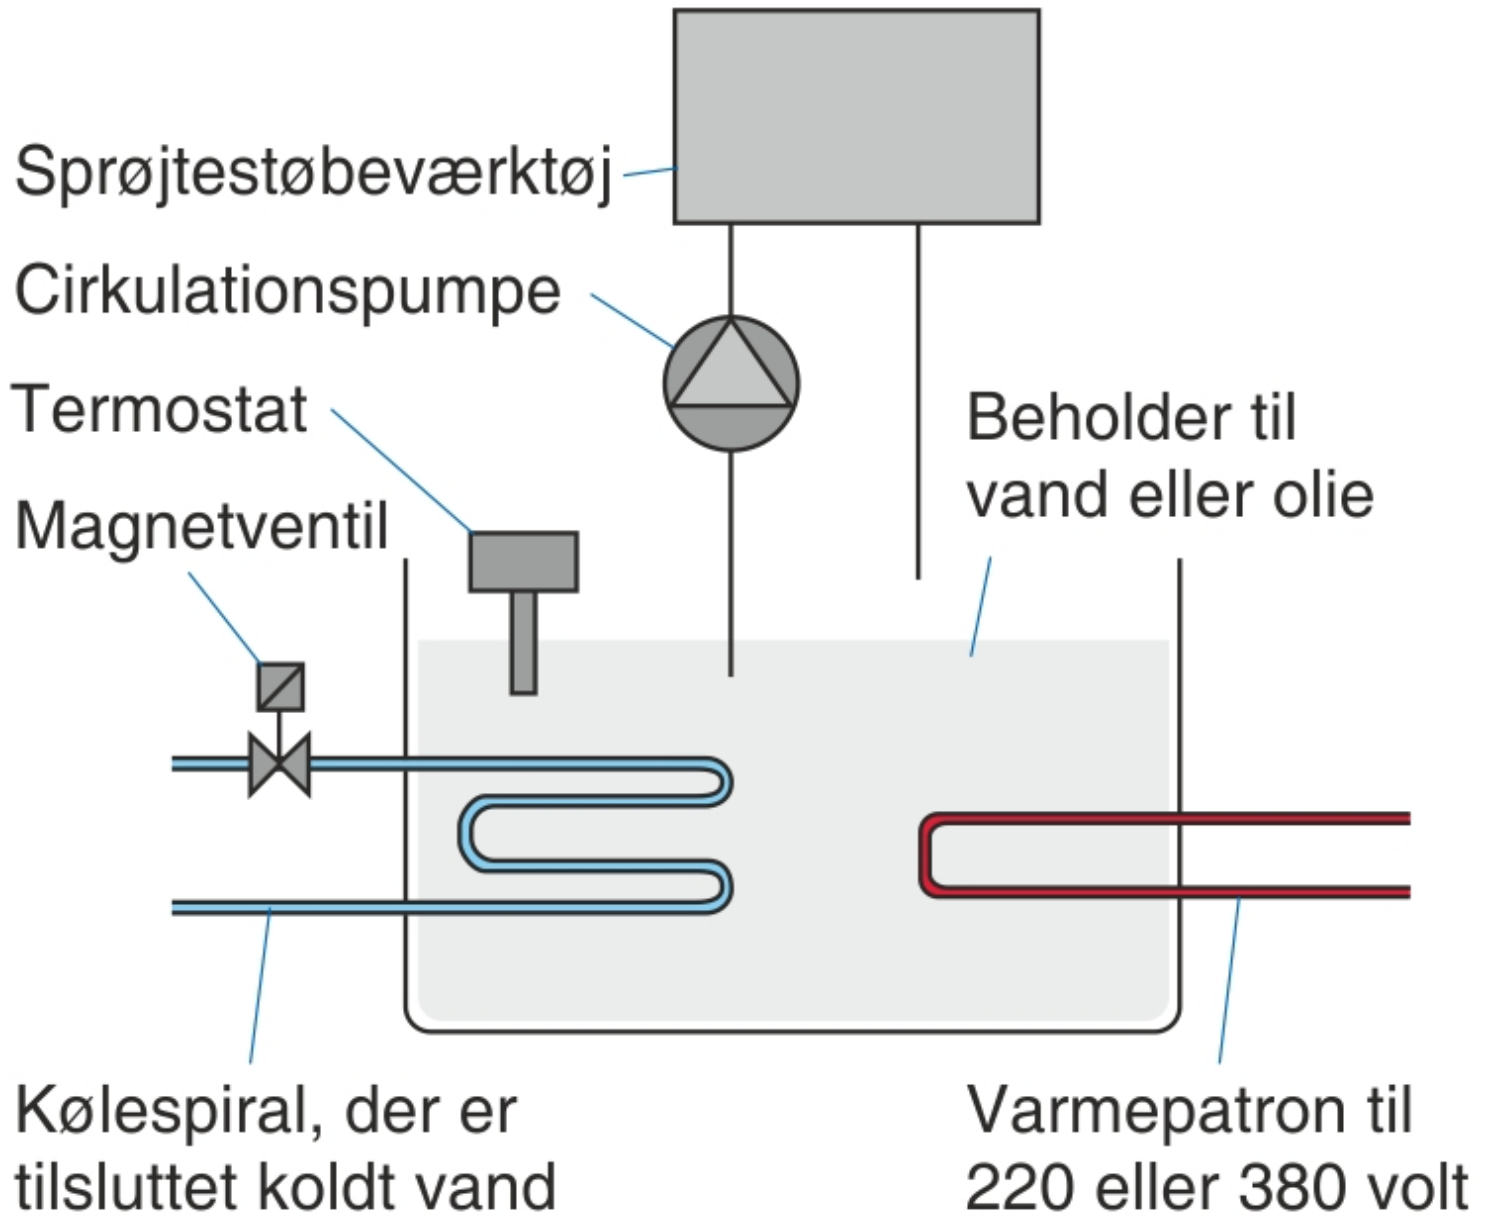 Sprøjtestøbeværktøj
Cirkulationspumpe
Termostat
Magnetventil
Beholder til
vand eller olie
Kølespiral, der er
tilsluttet koldt vand
Varmepatron til
220 eller 380 volt